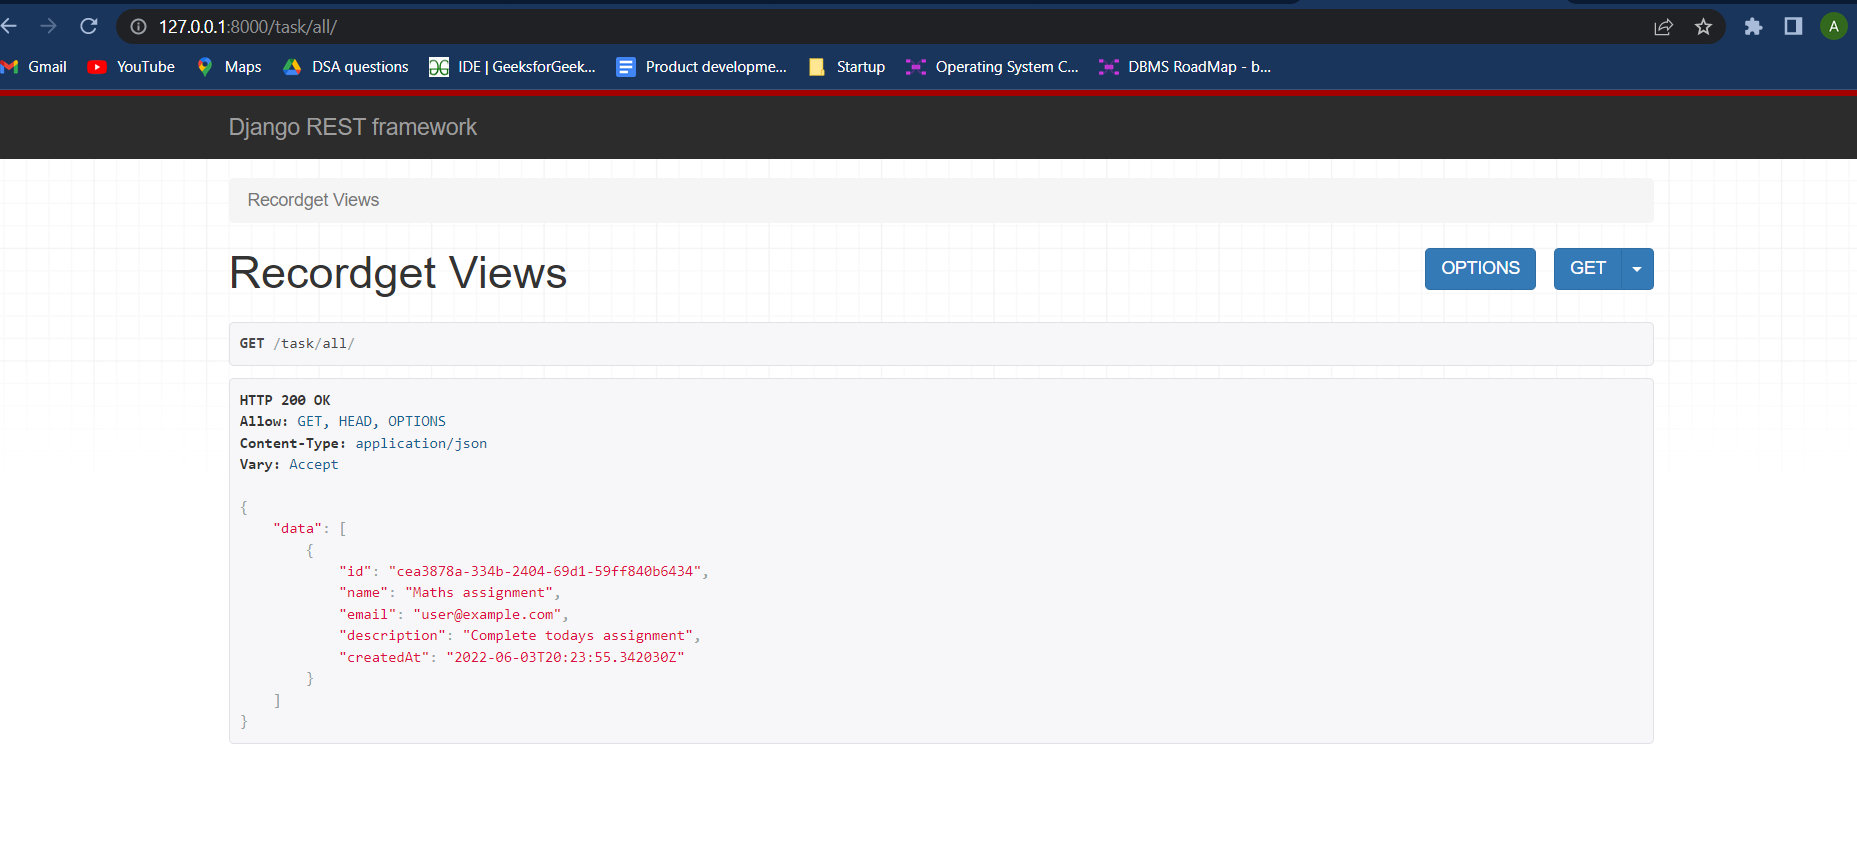 127.0.0.1:8000/task/all/
A
Gmail YouTube Maps DSA questions IDE | GeeksforGeek... Product developme... Startup Operating System C... DBMS RoadMap - b...
Django REST framework
Recordget Views
Recordget Views
OPTIONS GET
GET /task/all/
HTTP 200 OK
Allow: GET, HEAD, OPTIONS
Content-Type: application/json
Vary: Accept
{
    "data": [
        {
            "id": "cea3878a-334b-2404-69d1-59ff840b6434",
            "name": "Maths assignment",
            "email": "user@example.com",
            "description": "Complete todays assignment",
            "createdAt": "2022-06-03T20:23:55.342030Z"
        }
    ]
}